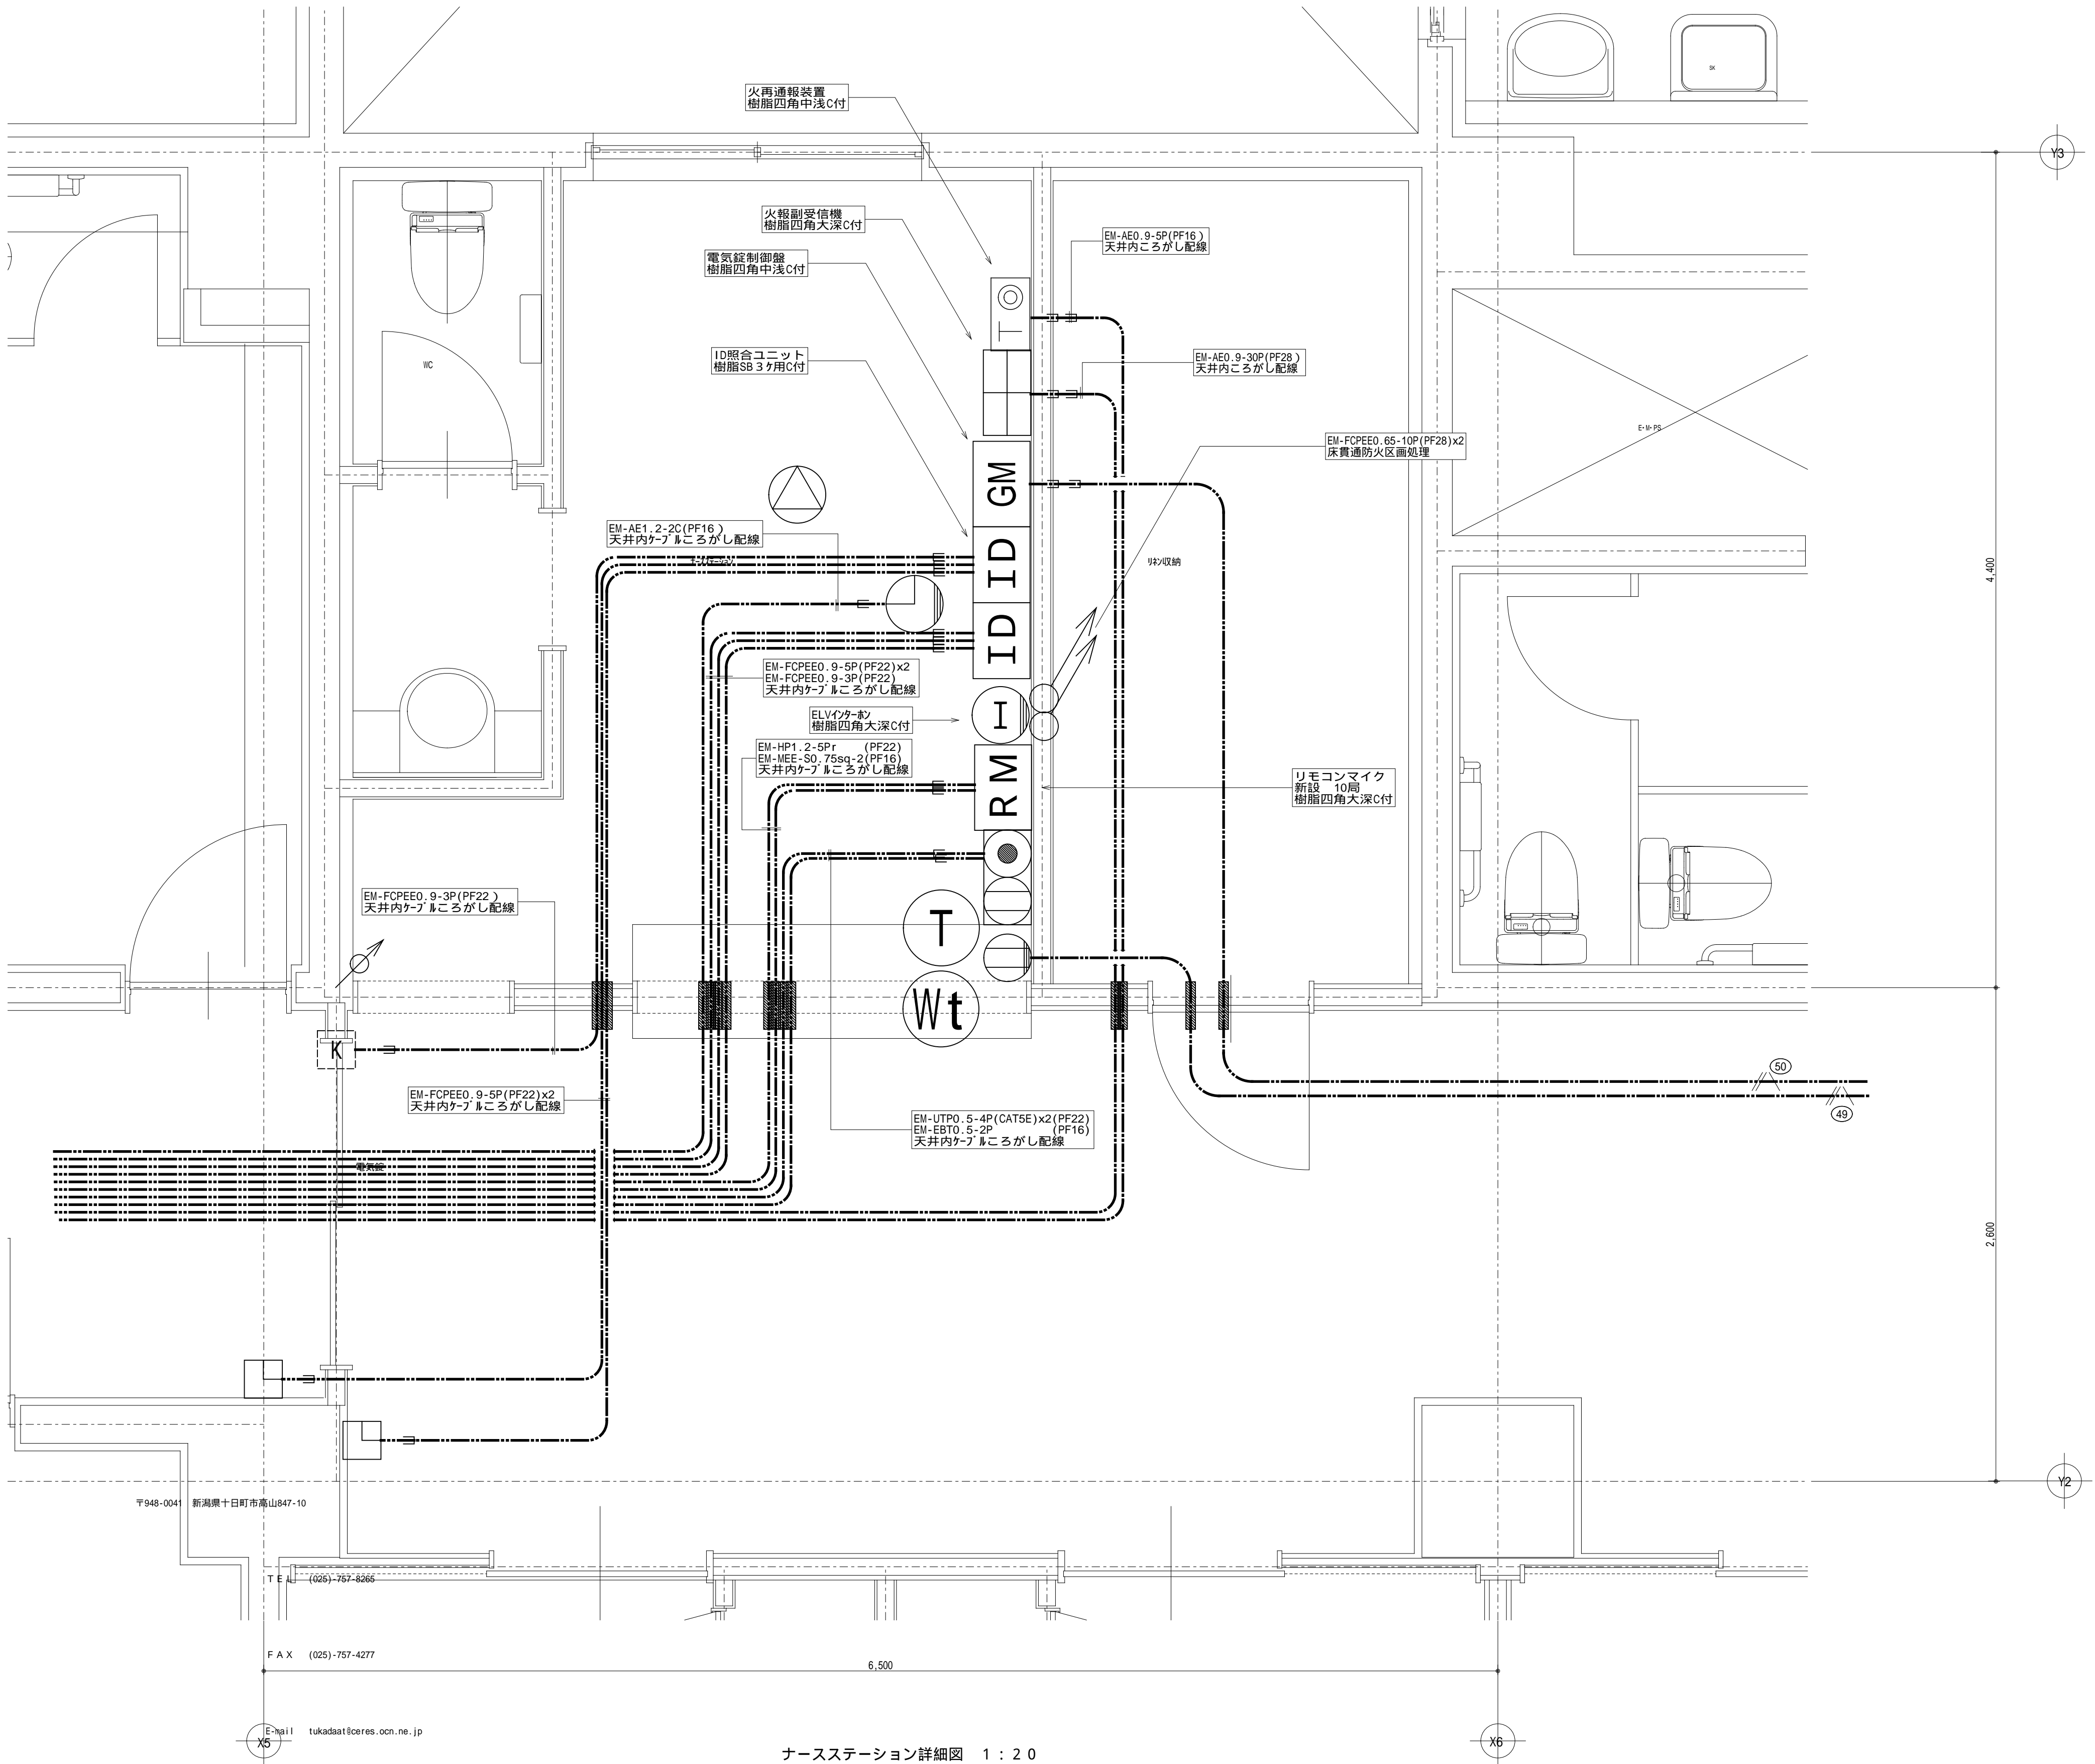 SK
火再通報装置
樹脂四角中浅C付
Y3
火報副受信機
樹脂四角大深C付
EM-AE0.9-5P(PF16)
天井内ころがし配線
電気錠制御盤
樹脂四角中浅C付
T
ID照合ユニット
樹脂SB3ヶ用C付
EM-AE0.9-30P(PF28)
天井内ころがし配線
WC
E・M・PS
EM-FCPEE0.65-10P(PF28)x2
床貫通防火区画処理
GM
EM-AE1.2-2C(PF16)
天井内ケーブルころがし配線
ナースステーション
ID
リネン収納
4,400
ID
EM-FCPEE0.9-5P(PF22)x2
EM-FCPEE0.9-3P(PF22)
天井内ケーブルころがし配線
ELVインターホン
樹脂四角大深C付
I
EM-HP1.2-5Pr (PF22)
EM-MEE-S0.75sq-2(PF16)
天井内ケーブルころがし配線
RM
リモコンマイク
新設 10局
樹脂四角大深C付
EM-FCPEE0.9-3P(PF22)
天井内ケーブルころがし配線
T
Wt
K
50
49
EM-FCPEE0.9-5P(PF22)x2
天井内ケーブルころがし配線
EM-UTP0.5-4P(CAT5E)x2(PF22)
EM-EBT0.5-2P (PF16)
天井内ケーブルころがし配線
電気錠
2,600
Y2
〒948-0041 新潟県十日町市高山847-10
TEL (025)-757-8265
FAX (025)-757-4277
6,500
E-mail tukadaat@ceres.ocn.ne.jp
X5
X6
ナースステーション詳細図 1:20